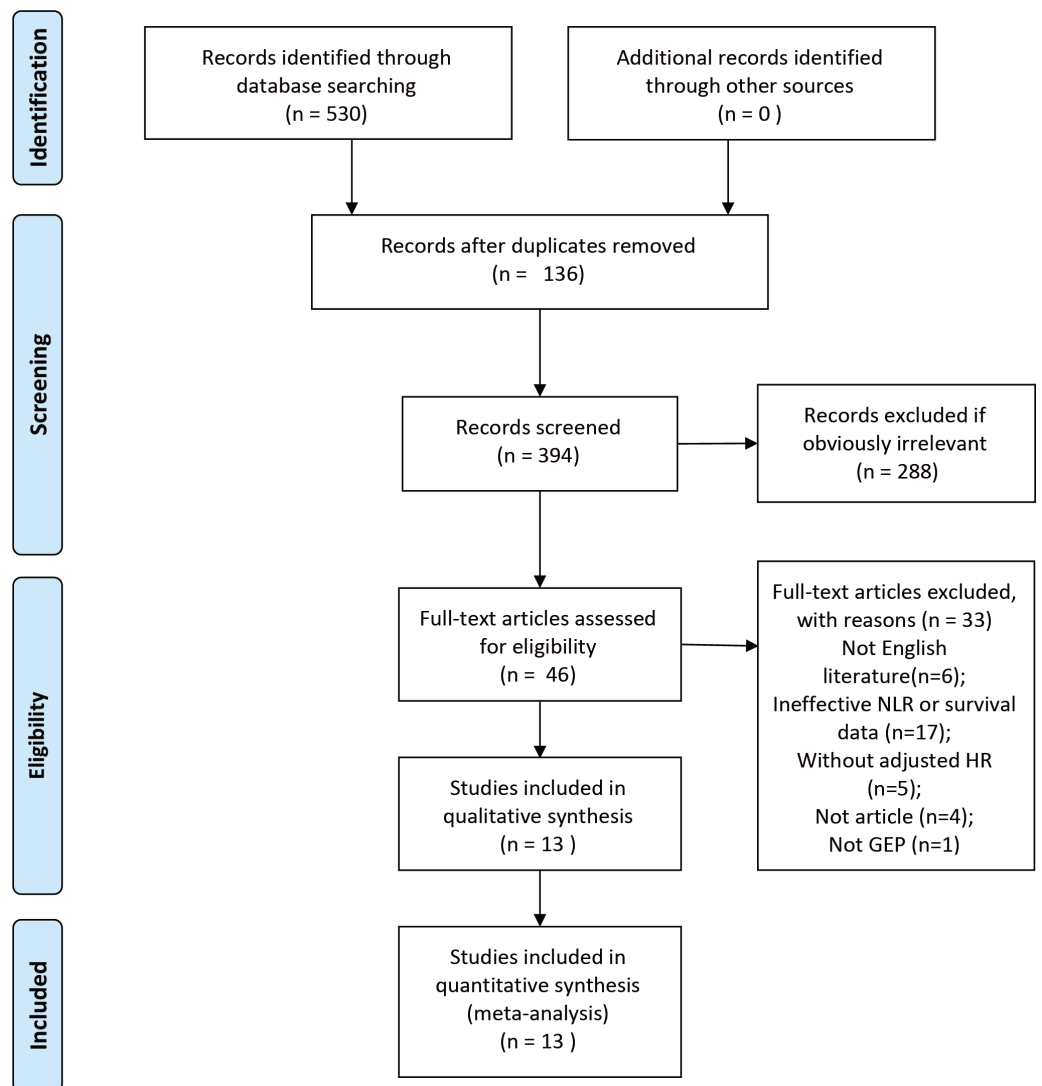 Identification
Records identified through
database searching
(n = 530)
Additional records identified
through other sources
(n = 0 )
Screening
Records after duplicates removed
(n =   136)
Records screened
(n = 394)
Records excluded if
obviously irrelevant
(n = 288)
Eligibility
Full-text articles assessed
for eligibility
(n =  46)
Full-text articles excluded,
with reasons (n = 33)
Not English
literature(n=6);
Ineffective NLR or survival
data (n=17);
Without adjusted HR
(n=5);
Not article (n=4);
Not GEP (n=1)
Studies included in
qualitative synthesis
(n = 13 )
Included
Studies included in
quantitative synthesis
(meta-analysis)
(n = 13 )